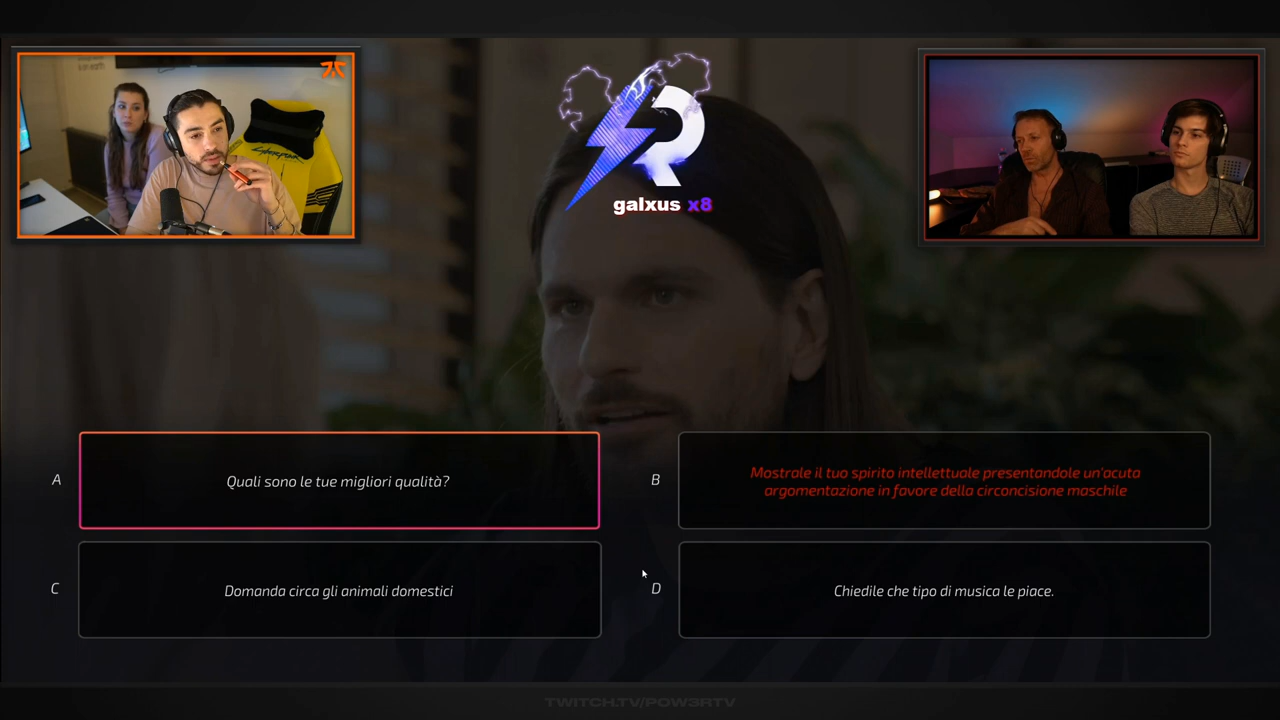 galxus x8
A
Quali sono le tue migliori qualità?
B
Mostrale il tuo spirito intellettuale presentandole un'acuta
argomentazione in favore della circoncisione maschile
C
Domanda circa gli animali domestici
D
Chiedile che tipo di musica le piace.
TWITCH.TV/POW3RTV